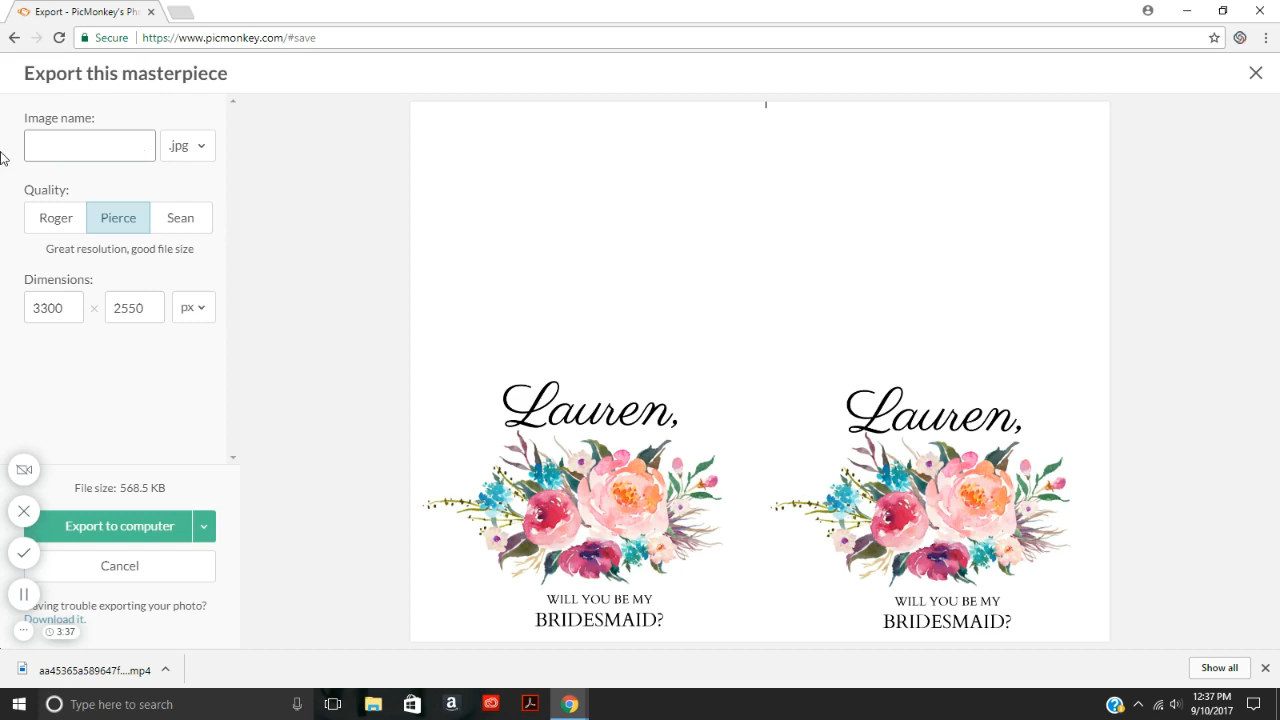 Export - PicMonkey's Ph
Secure
https://www.picmonkey.com/#save
Export this masterpiece
Image name:
.jpg
Quality:
Roger
Pierce
Sean
Great resolution, good file size
Dimensions:
3300
×
2550
px
Lauren,
WILL YOU BE MY
BRIDESMAID?
Lauren,
WILL YOU BE MY
BRIDESMAID?
File size: 568.5 KB
Export to computer
Cancel
aving trouble exporting your photo?
Download it.
3:37
aa45365a589647f....mp4
Show all
Type here to search
12:37 PM
9/10/2017